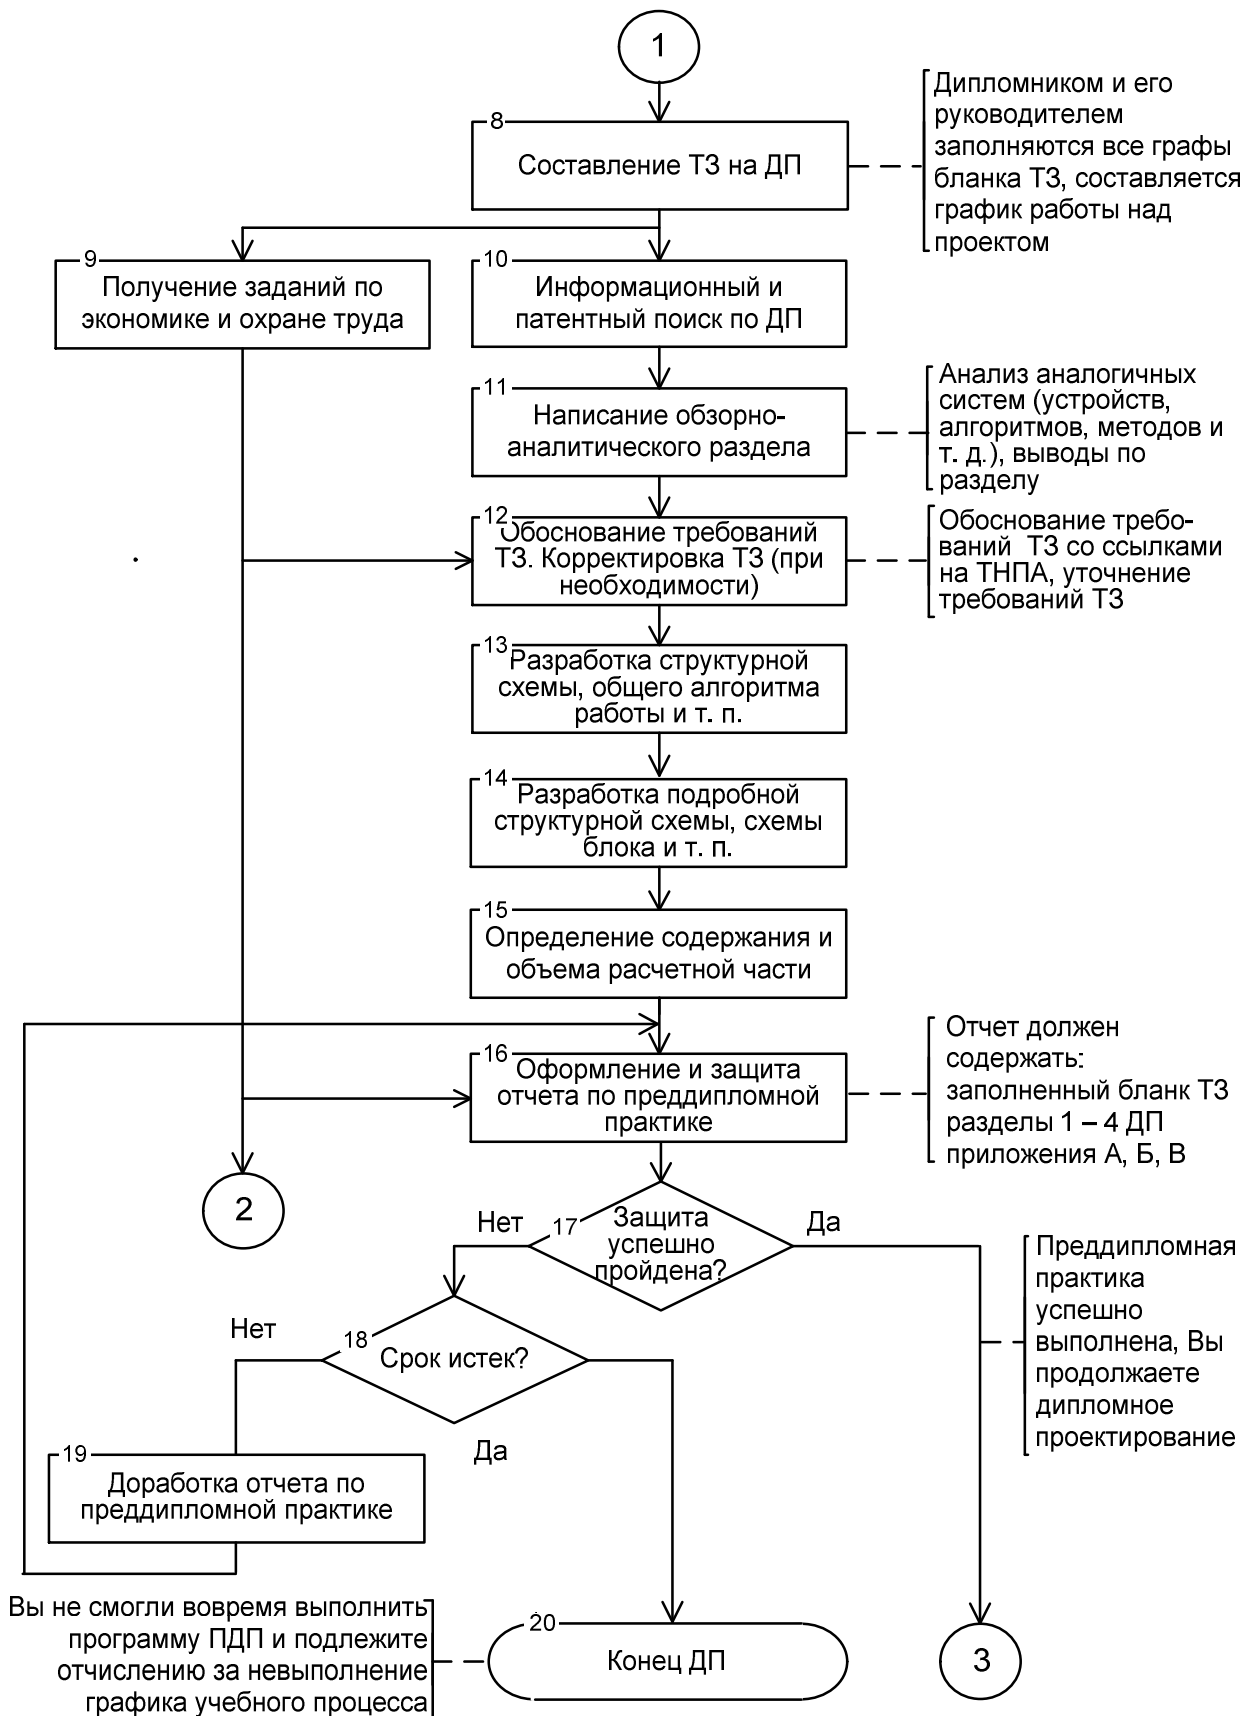 1
8
Составление ТЗ на ДП
Дипломником и его
руководителем
заполняются все графы
бланка ТЗ, составляется
график работы над
проектом
9
Получение заданий по
экономике и охране труда
10
Информационный и
патентный поиск по ДП
11
Написание обзорно-
аналитического раздела
Анализ аналогичных
систем (устройств,
алгоритмов, методов и
т. д.), выводы по
разделу
12
Обоснование требований
ТЗ. Корректировка ТЗ (при
необходимости)
Обоснование требо-
ваний ТЗ со ссылками
на ТНПА, уточнение
требований ТЗ
13
Разработка структурной
схемы, общего алгоритма
работы и т. п.
14
Разработка подробной
структурной схемы, схемы
блока и т. п.
15
Определение содержания и
объема расчетной части
16
Оформление и защита
отчета по преддипломной
практике
Отчет должен
содержать:
заполненный бланк ТЗ
разделы 1 – 4 ДП
приложения А, Б, В
2
Нет
17
Защита
успешно
пройдена?
Да
Преддипломная
практика
успешно
выполнена, Вы
продолжаете
дипломное
проектирование
Нет
18
Срок истек?
Да
19
Доработка отчета по
преддипломной практике
Вы не смогли вовремя выполнить
программу ПДП и подлежите
отчислению за невыполнение
графика учебного процесса
20
Конец ДП
3